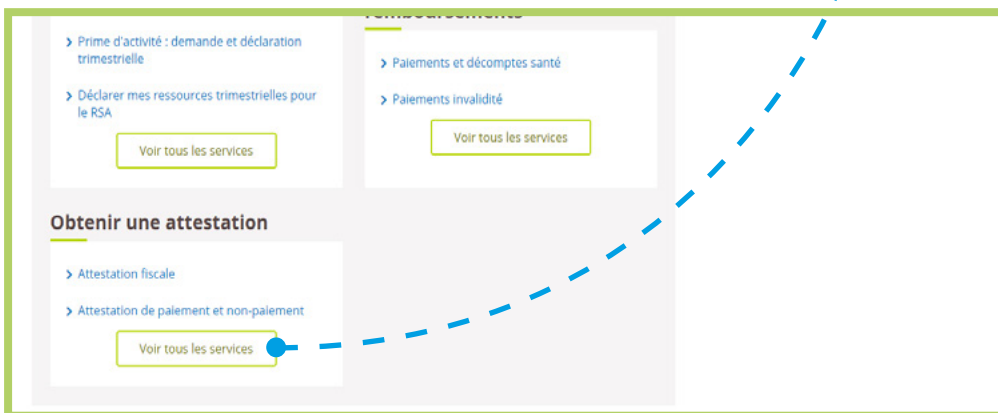 remboursements
Prime d'activité : demande et déclaration
trimestrielle
Déclarer mes ressources trimestrielles pour
le RSA
Voir tous les services
Paiements et décomptes santé
Paiements invalidité
Voir tous les services
Obtenir une attestation
Attestation fiscale
Attestation de paiement et non-paiement
Voir tous les services